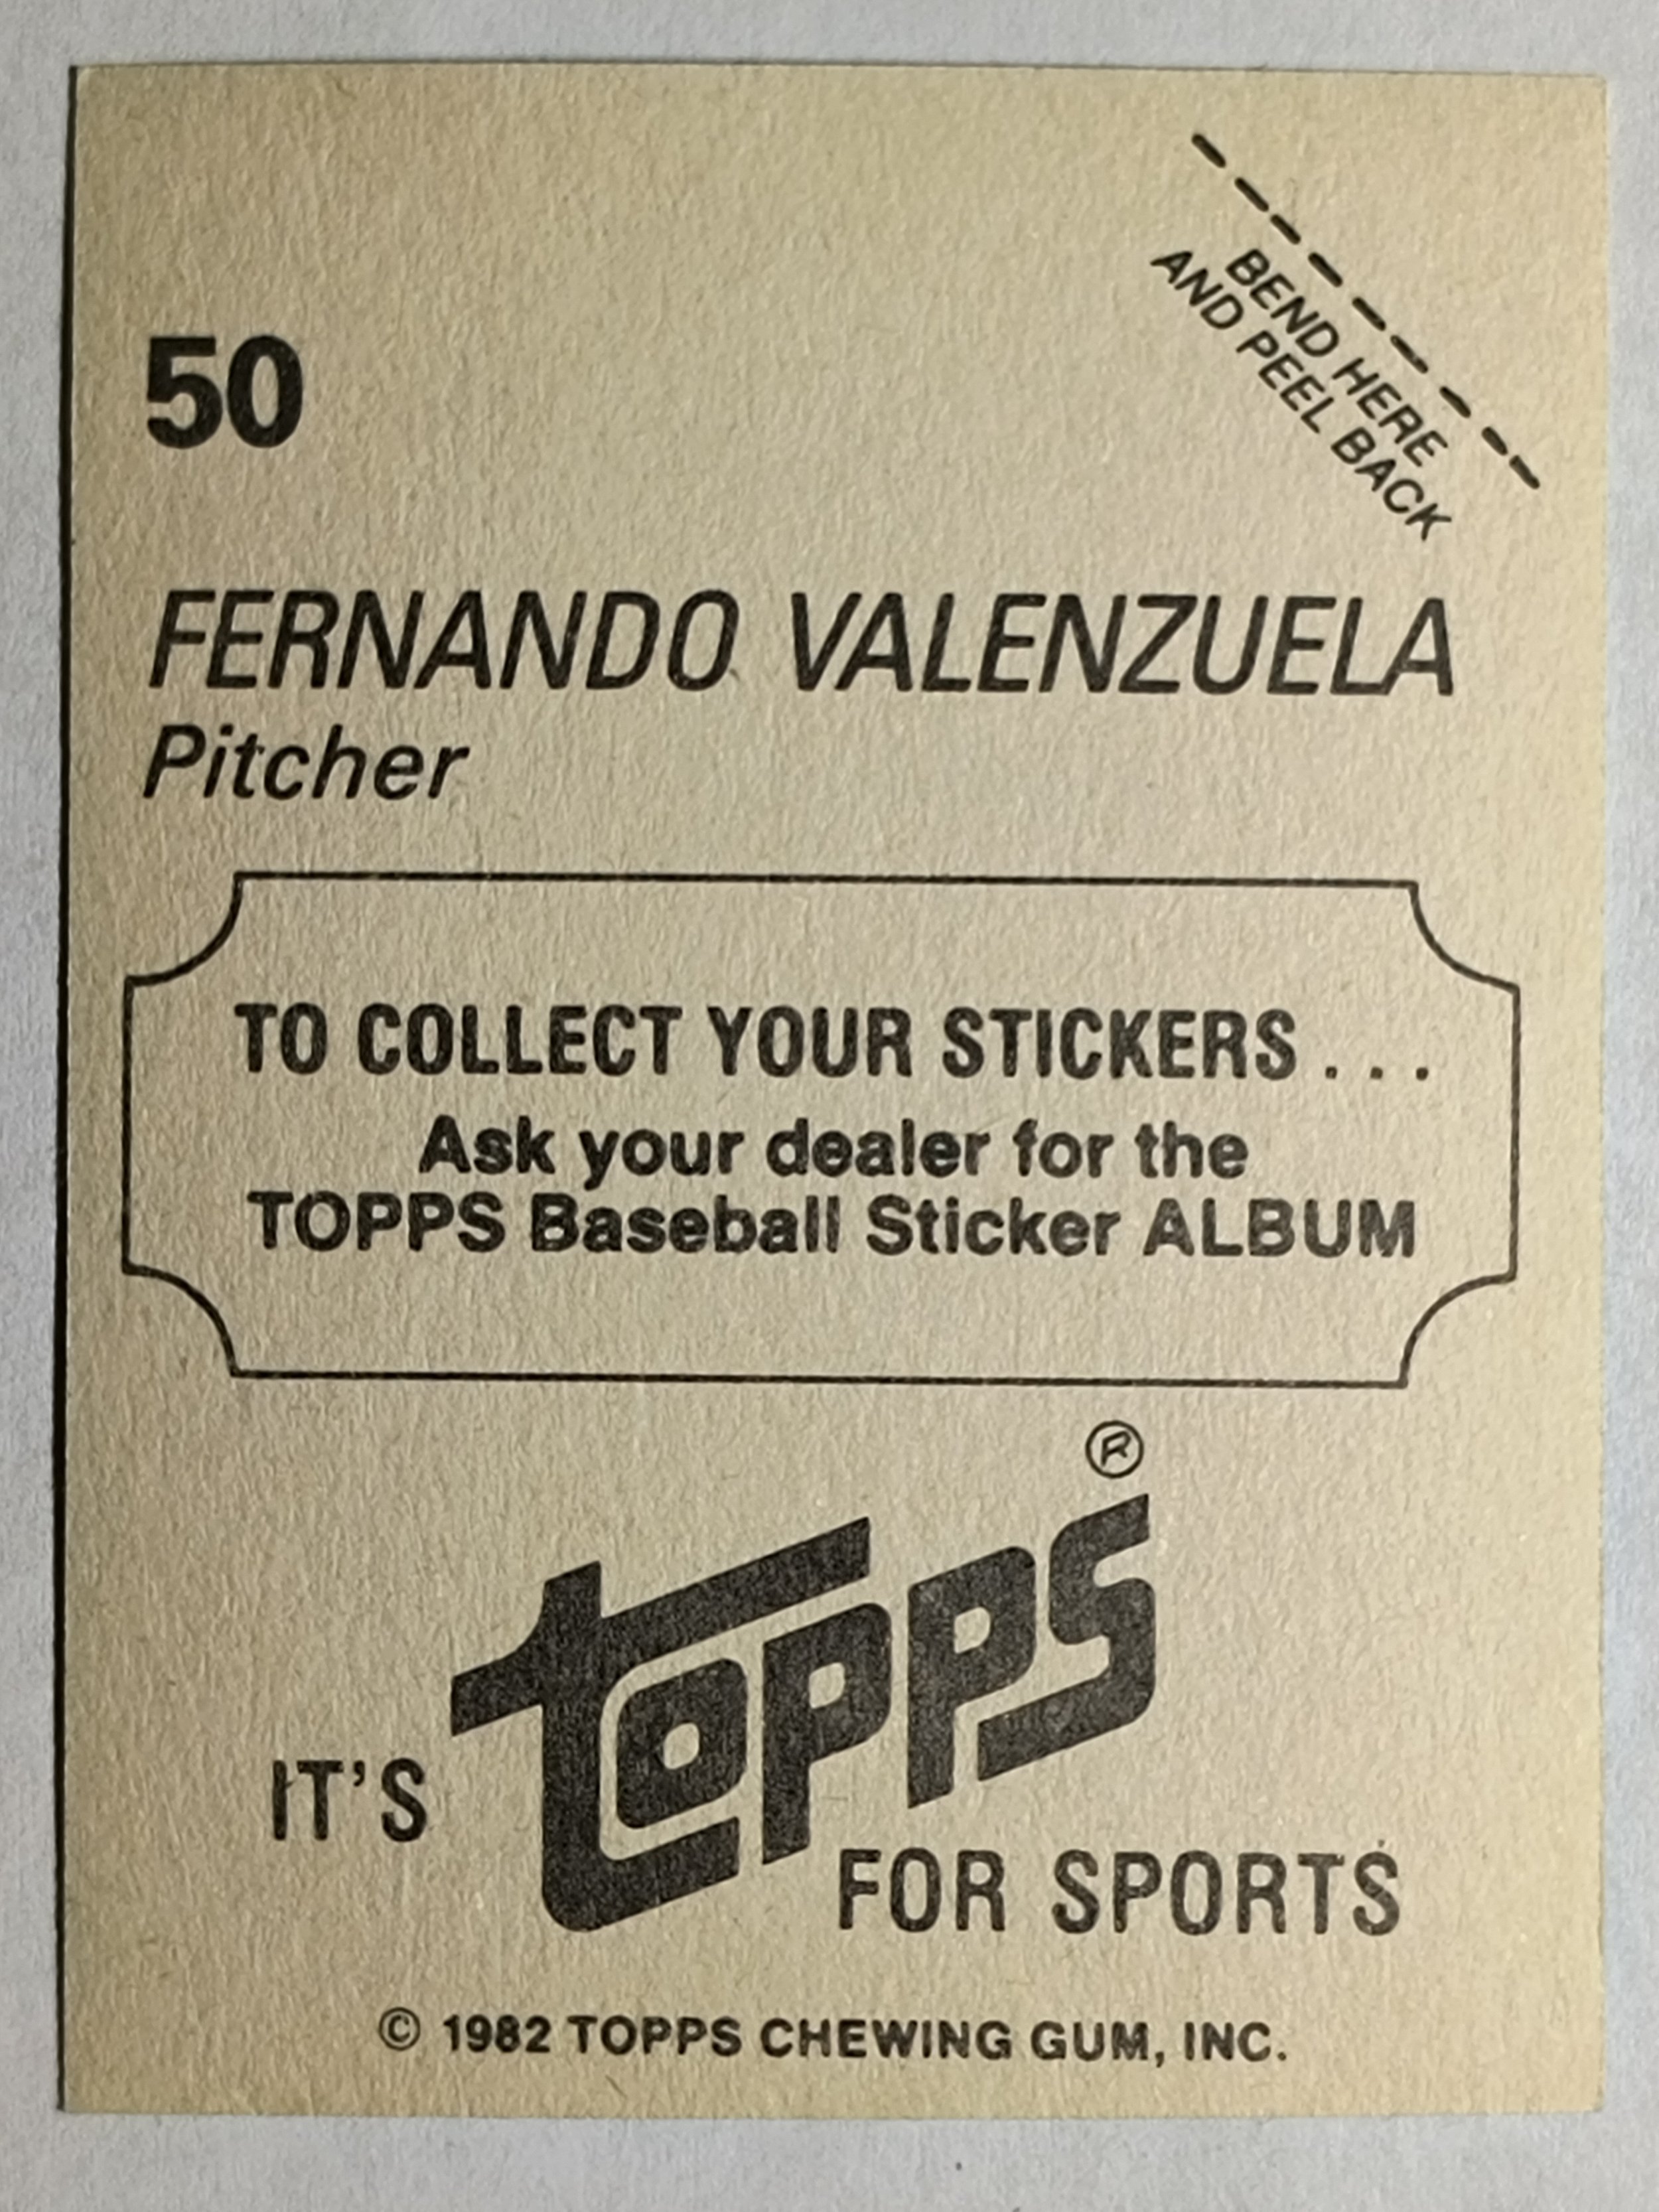 BEND HERE
AND PEEL BACK
50
FERNANDO VALENZUELA
Pitcher
TO COLLECT YOUR STICKERS . . .
Ask your dealer for the
TOPPS Baseball Sticker ALBUM
IT'S TOPPS ®
FOR SPORTS
© 1982 TOPPS CHEWING GUM, INC.